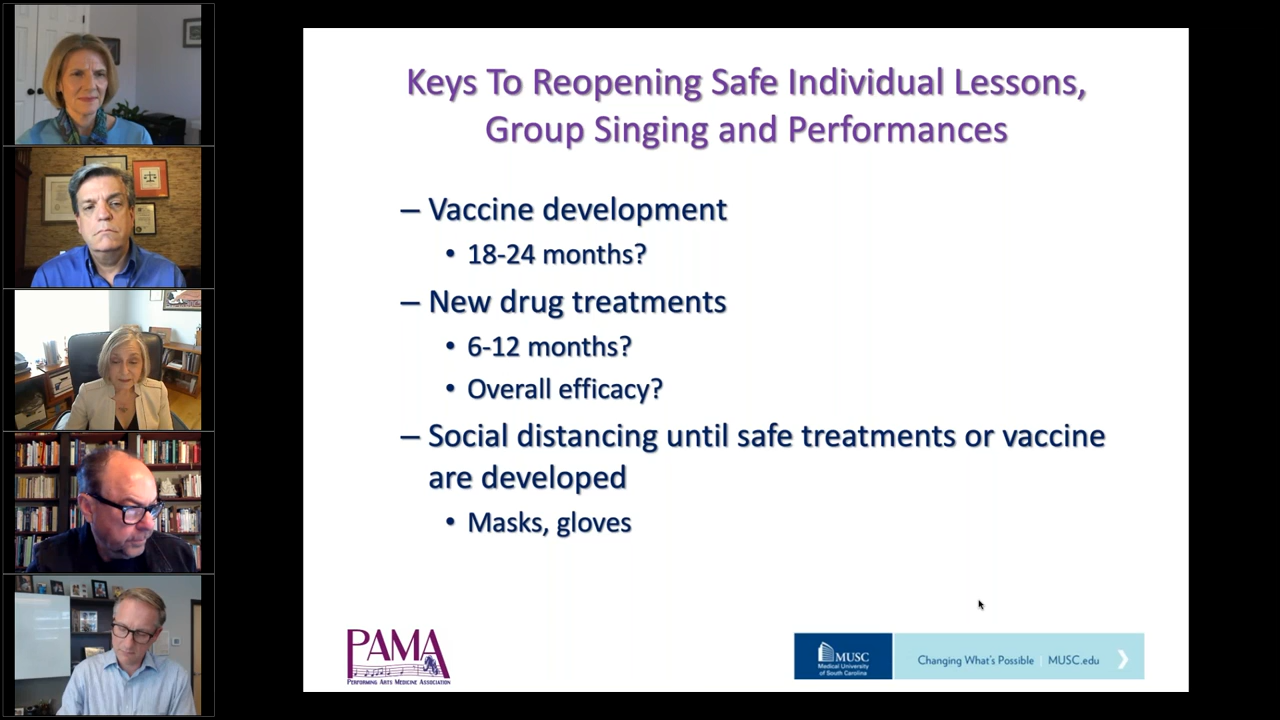 Keys To Reopening Safe Individual Lessons,
Group Singing and Performances
– Vaccine development
• 18-24 months?
– New drug treatments
• 6-12 months?
• Overall efficacy?
– Social distancing until safe treatments or vaccine
are developed
• Masks, gloves
PAMA
PERFORMING ARTS MEDICINE ASSOCIATION
MUSC
Medical University
of South Carolina
Changing What's Possible | MUSC.edu